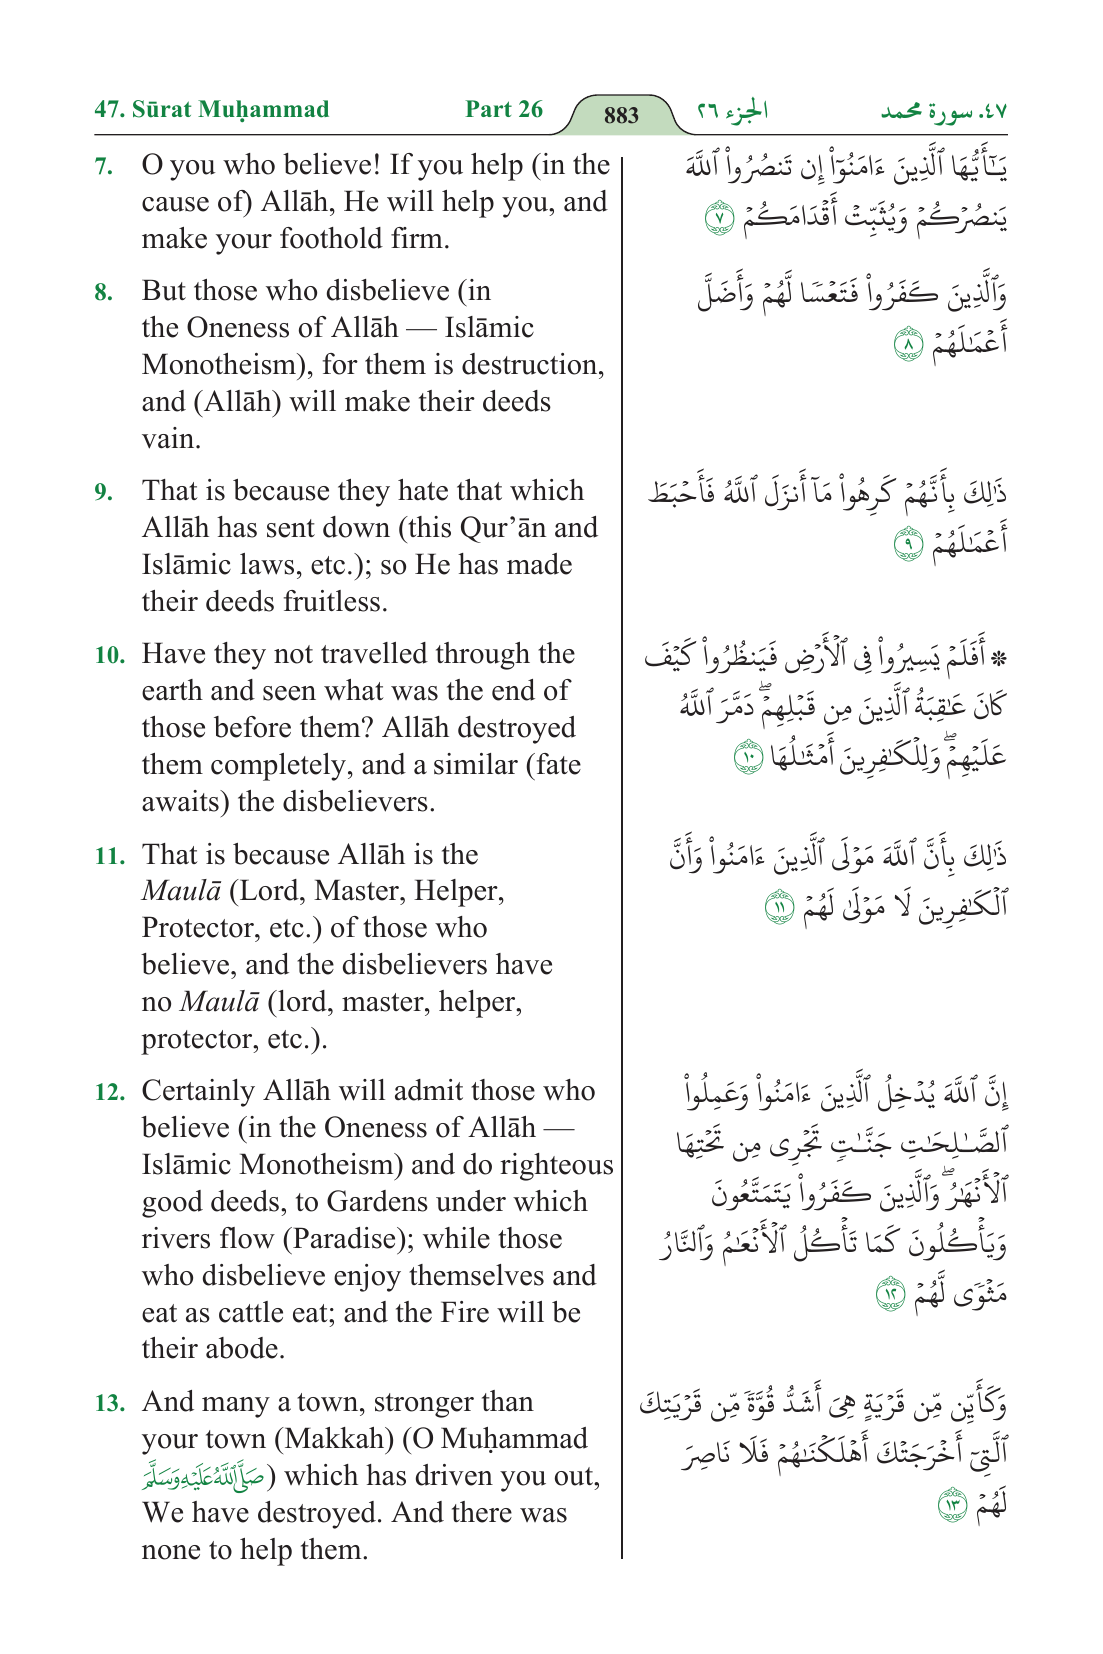 47. Sūrat Muḥammad Part 26 883 الجزء ٢٦ ٤٧. سورة محمد
7. O you who believe! If you help (in the
cause of) Allāh, He will help you, and
make your foothold firm.
8. But those who disbelieve (in
the Oneness of Allāh — Islāmic
Monotheism), for them is destruction,
and (Allāh) will make their deeds
vain.
9. That is because they hate that which
Allāh has sent down (this Qur’ān and
Islāmic laws, etc.); so He has made
their deeds fruitless.
10. Have they not travelled through the
earth and seen what was the end of
those before them? Allāh destroyed
them completely, and a similar (fate
awaits) the disbelievers.
11. That is because Allāh is the
Maulā (Lord, Master, Helper,
Protector, etc.) of those who
believe, and the disbelievers have
no Maulā (lord, master, helper,
protector, etc.).
12. Certainly Allāh will admit those who
believe (in the Oneness of Allāh —
Islāmic Monotheism) and do righteous
good deeds, to Gardens under which
rivers flow (Paradise); while those
who disbelieve enjoy themselves and
eat as cattle eat; and the Fire will be
their abode.
13. And many a town, stronger than
your town (Makkah) (O Muḥammad
صَلَّى ٱللَّهُ عَلَيْهِ وَسَلَّمَ) which has driven you out,
We have destroyed. And there was
none to help them.
يَـٰٓأَيُّهَا ٱلَّذِينَ ءَامَنُوٓا۟ إِن تَنصُرُوا۟ ٱللَّهَ
يَنصُرْكُمْ وَيُثَبِّتْ أَقْدَامَكُمْ ٧
وَٱلَّذِينَ كَفَرُوا۟ فَتَعْسًا لَّهُمْ وَأَضَلَّ
أَعْمَـٰلَهُمْ ٨
ذَٰلِكَ بِأَنَّهُمْ كَرِهُوا۟ مَآ أَنزَلَ ٱللَّهُ فَأَحْبَطَ
أَعْمَـٰلَهُمْ ٩
۞ أَفَلَمْ يَسِيرُوا۟ فِى ٱلْأَرْضِ فَيَنظُرُوا۟ كَيْفَ
كَانَ عَـٰقِبَةُ ٱلَّذِينَ مِن قَبْلِهِمْ ۖ دَمَّرَ ٱللَّهُ
عَلَيْهِمْ ۖ وَلِلْكَـٰفِرِينَ أَمْثَـٰلُهَا ١٠
ذَٰلِكَ بِأَنَّ ٱللَّهَ مَوْلَى ٱلَّذِينَ ءَامَنُوا۟ وَأَنَّ
ٱلْكَـٰفِرِينَ لَا مَوْلَىٰ لَهُمْ ١١
إِنَّ ٱللَّهَ يُدْخِلُ ٱلَّذِينَ ءَامَنُوا۟ وَعَمِلُوا۟
ٱلصَّـٰلِحَـٰتِ جَنَّـٰتٍ تَجْرِى مِن تَحْتِهَا
ٱلْأَنْهَـٰرُ ۖ وَٱلَّذِينَ كَفَرُوا۟ يَتَمَتَّعُونَ
وَيَأْكُلُونَ كَمَا تَأْكُلُ ٱلْأَنْعَـٰمُ وَٱلنَّارُ
مَثْوًى لَّهُمْ ١٢
وَكَأَيِّن مِّن قَرْيَةٍ هِىَ أَشَدُّ قُوَّةً مِّن قَرْيَتِكَ
ٱلَّتِىٓ أَخْرَجَتْكَ أَهْلَكْنَـٰهُمْ فَلَا نَاصِرَ
لَهُمْ ١٣